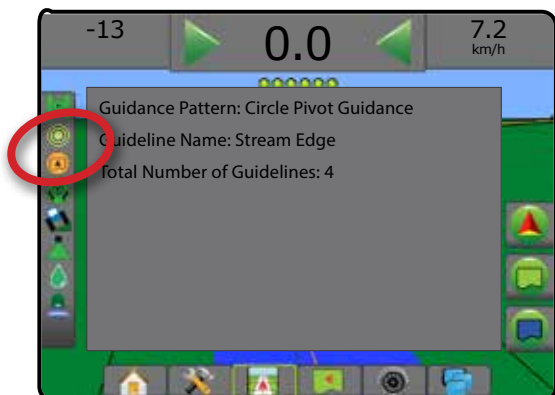 -13
0.0
7.2
km/h
Guidance Pattern: Circle Pivot Guidance
Guideline Name: Stream Edge
Total Number of Guidelines: 4